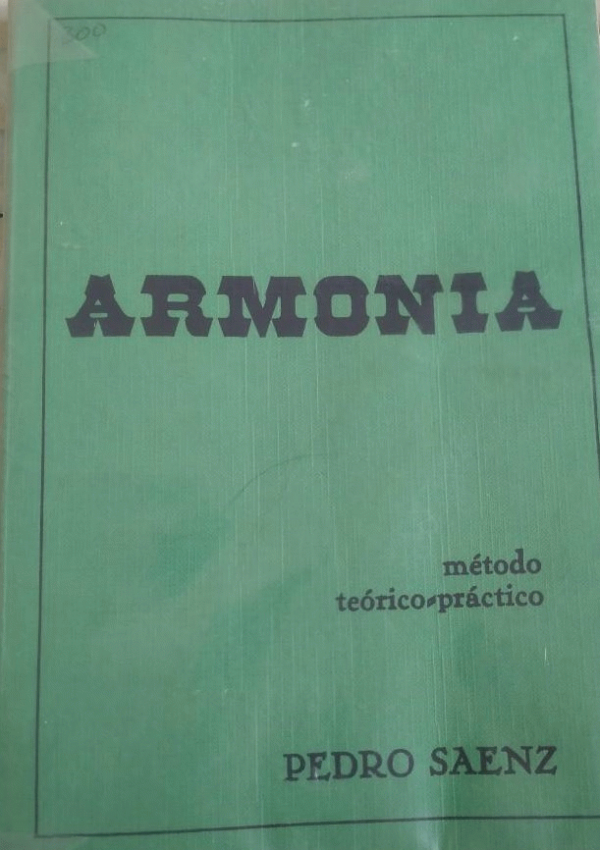 300
ARMONIA
método
teórico-práctico
PEDRO SAENZ